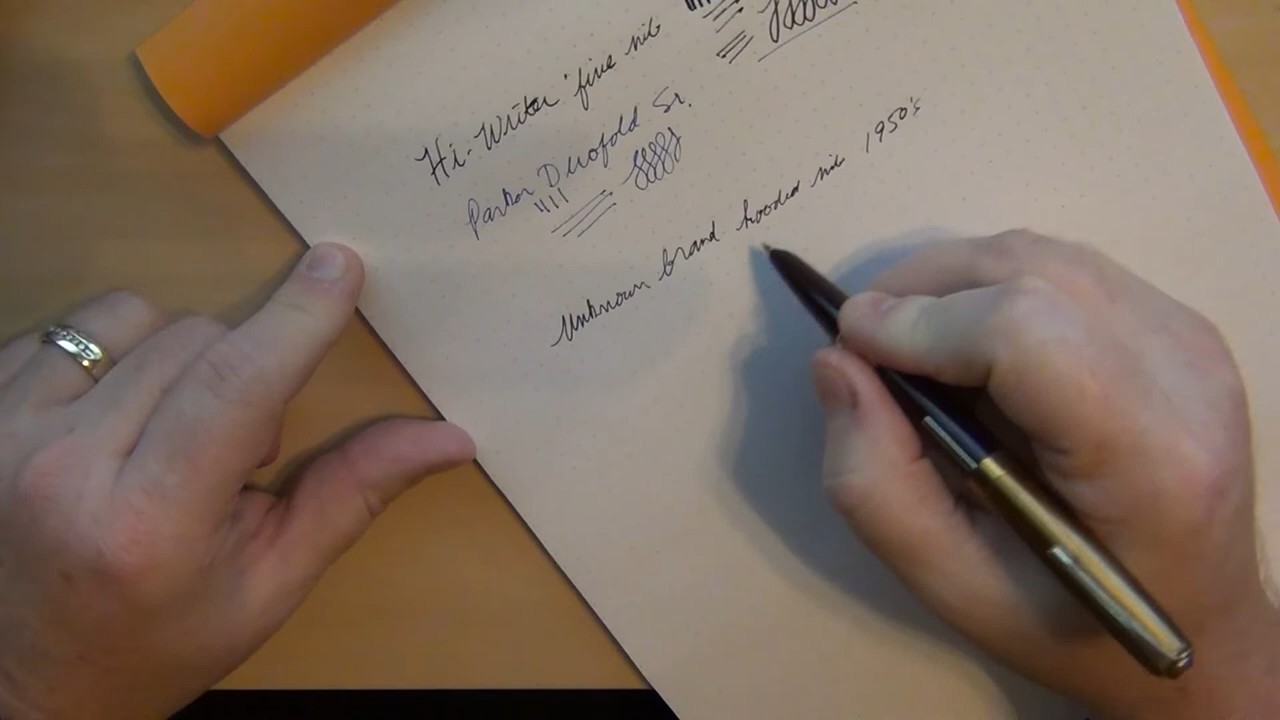 Hi-Writer fine nib
Parker Duofold Sr.
Unknown brand hooded nib 1950's